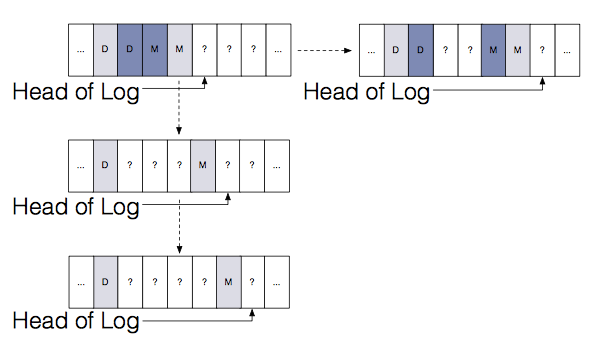 ... D D M M ? ? ? ...
... D D ? ? M M ? ...
Head of Log
Head of Log
... D ? ? ? M ? ? ...
Head of Log
... D ? ? ? ? M ? ...
Head of Log